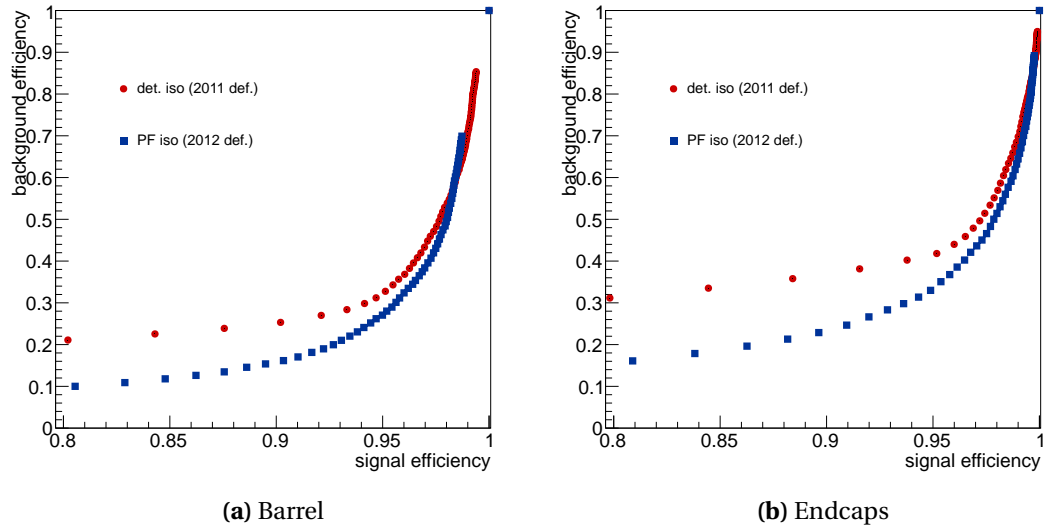 background efficiency
1
0.9
0.8
0.7
0.6
0.5
0.4
0.3
0.2
0.1
0
det. iso (2011 def.)
PF iso (2012 def.)
0.8 0.85 0.9 0.95 1
signal efficiency
(a) Barrel
background efficiency
1
0.9
0.8
0.7
0.6
0.5
0.4
0.3
0.2
0.1
0
det. iso (2011 def.)
PF iso (2012 def.)
0.8 0.85 0.9 0.95 1
signal efficiency
(b) Endcaps